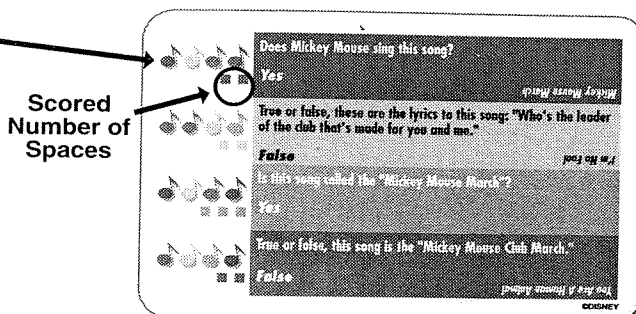 Does Mickey Mouse sing this song?
Yes
Mickey Mouse March
Scored
Number of
Spaces
True or false, these are the lyrics to this song: "Who's the leader
of the club that's made for you and me."
False
I'm No Fool
Is this song called the "Mickey Mouse March"?
Yes
True or false, this song is the "Mickey Mouse Club March."
False
You Are A Human Animal
©DISNEY